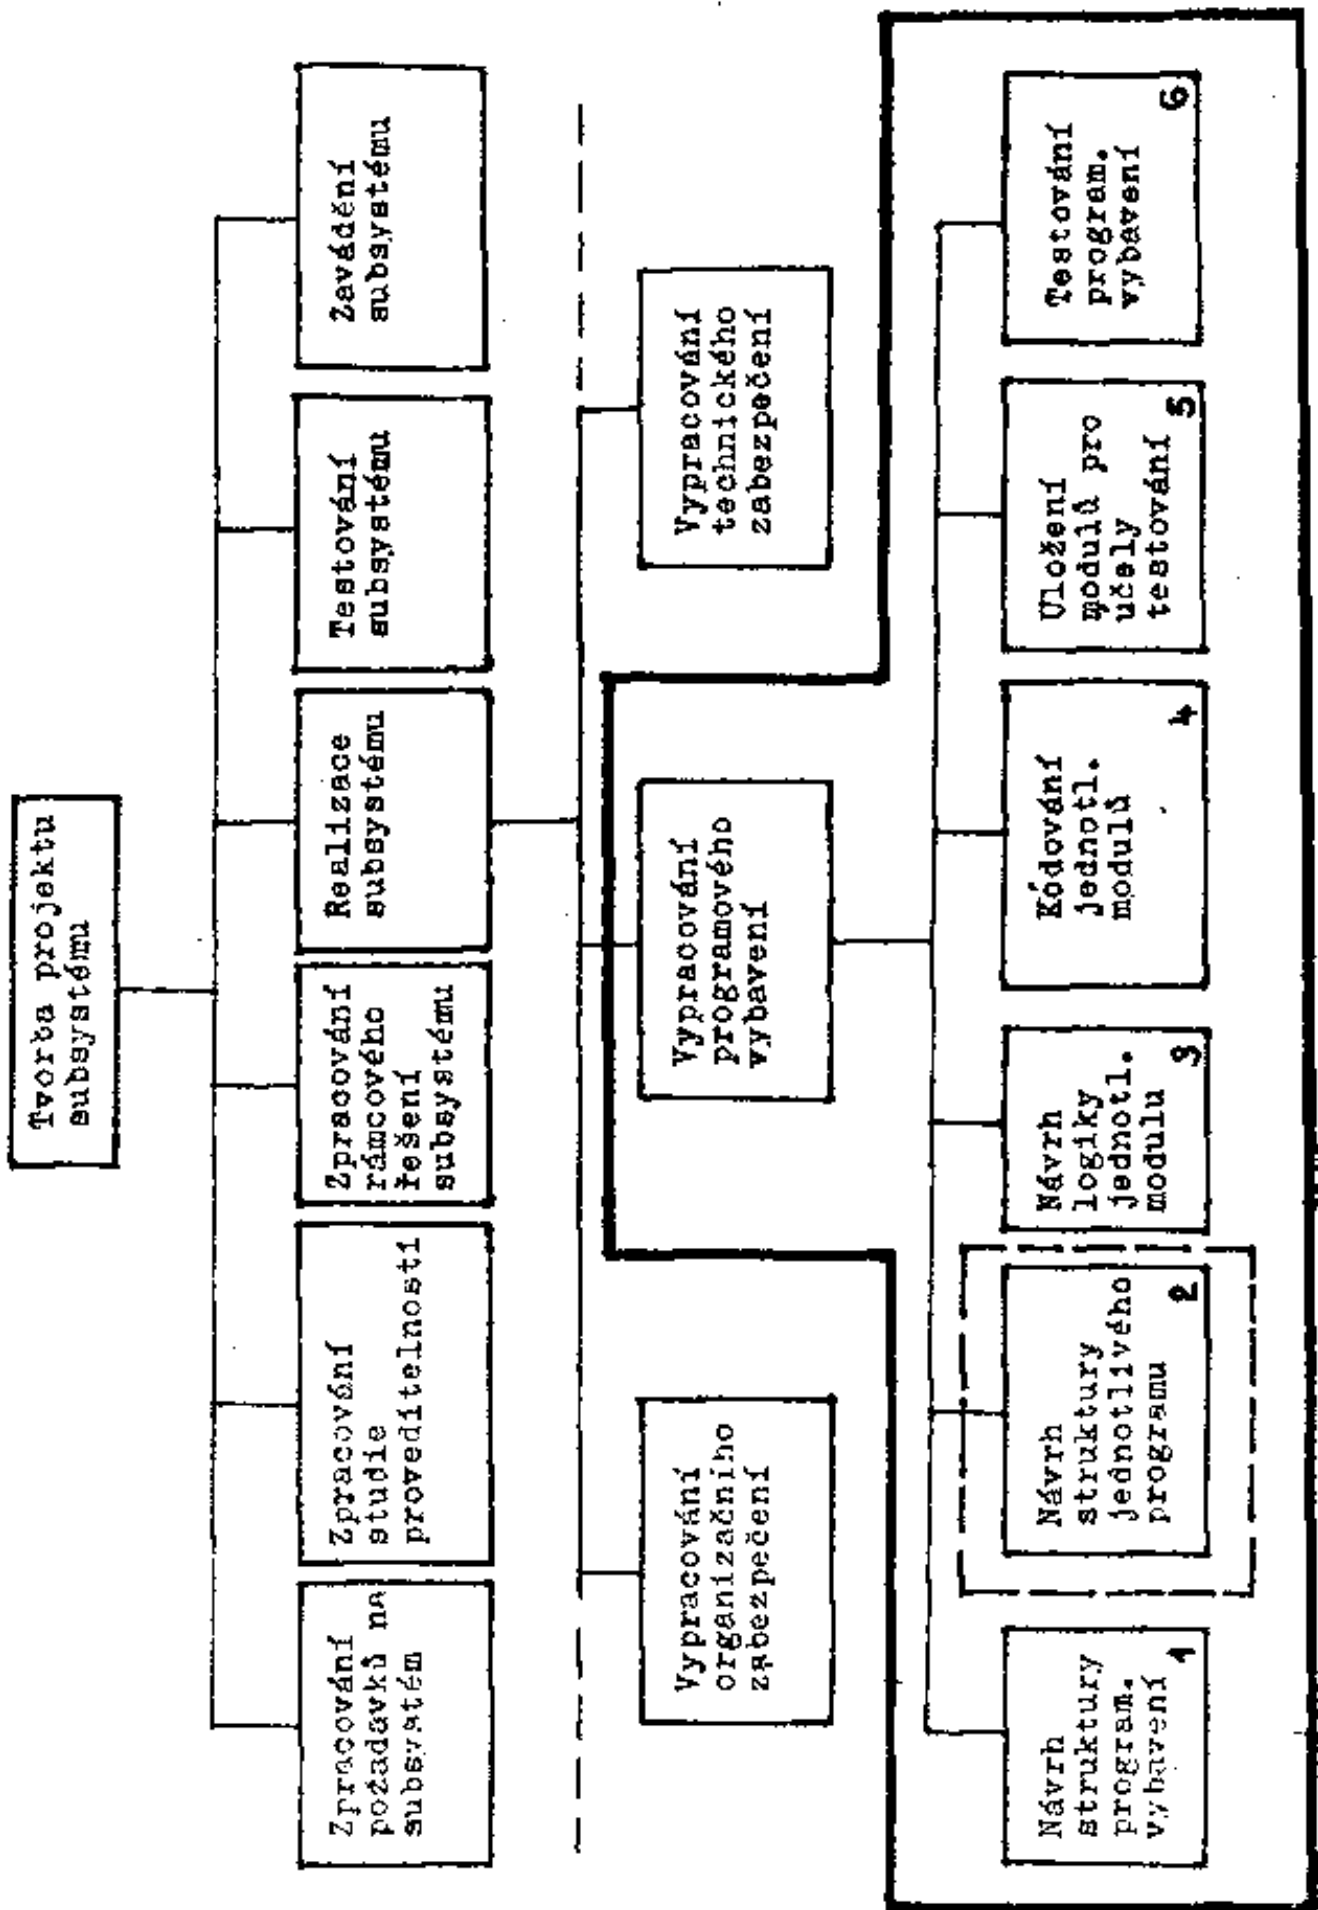 Tvorba projektu
subsystému
Zpracování
požadavků na
subsystém
Zpracování
studie
proveditelnosti
Zpracování
rámcového
řešení
subsystému
Realizace
subsystému
Testování
subsystému
Zavádění
subsystému
Vypracování
organizačního
zabezpečení
Vypracování
programového
vybavení
Vypracování
technického
zabezpečení
Návrh
struktury
program.
vybavení
1
Návrh
struktury
jednotlivého
programu
2
Návrh
logiky
jednotl.
modulu
3
Kódování
jednotl.
modulů
4
Uložení
modulů pro
účely
testování
5
Testování
program.
vybavení
6